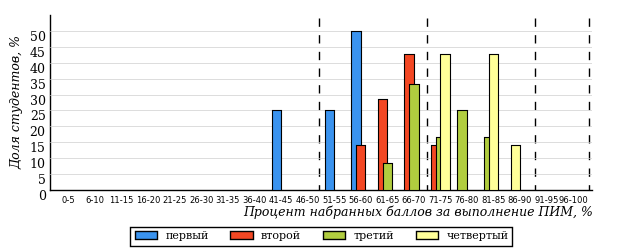 Доля студентов, %
50
45
40
35
30
25
20
15
10
5
0
0-5 6-10 11-15 16-20 21-25 26-30 31-35 36-40 41-45 46-50 51-55 56-60 61-65 66-70 71-75 76-80 81-85 86-90 91-95 96-100
Процент набранных баллов за выполнение ПИМ, %
первый второй третий четвертый